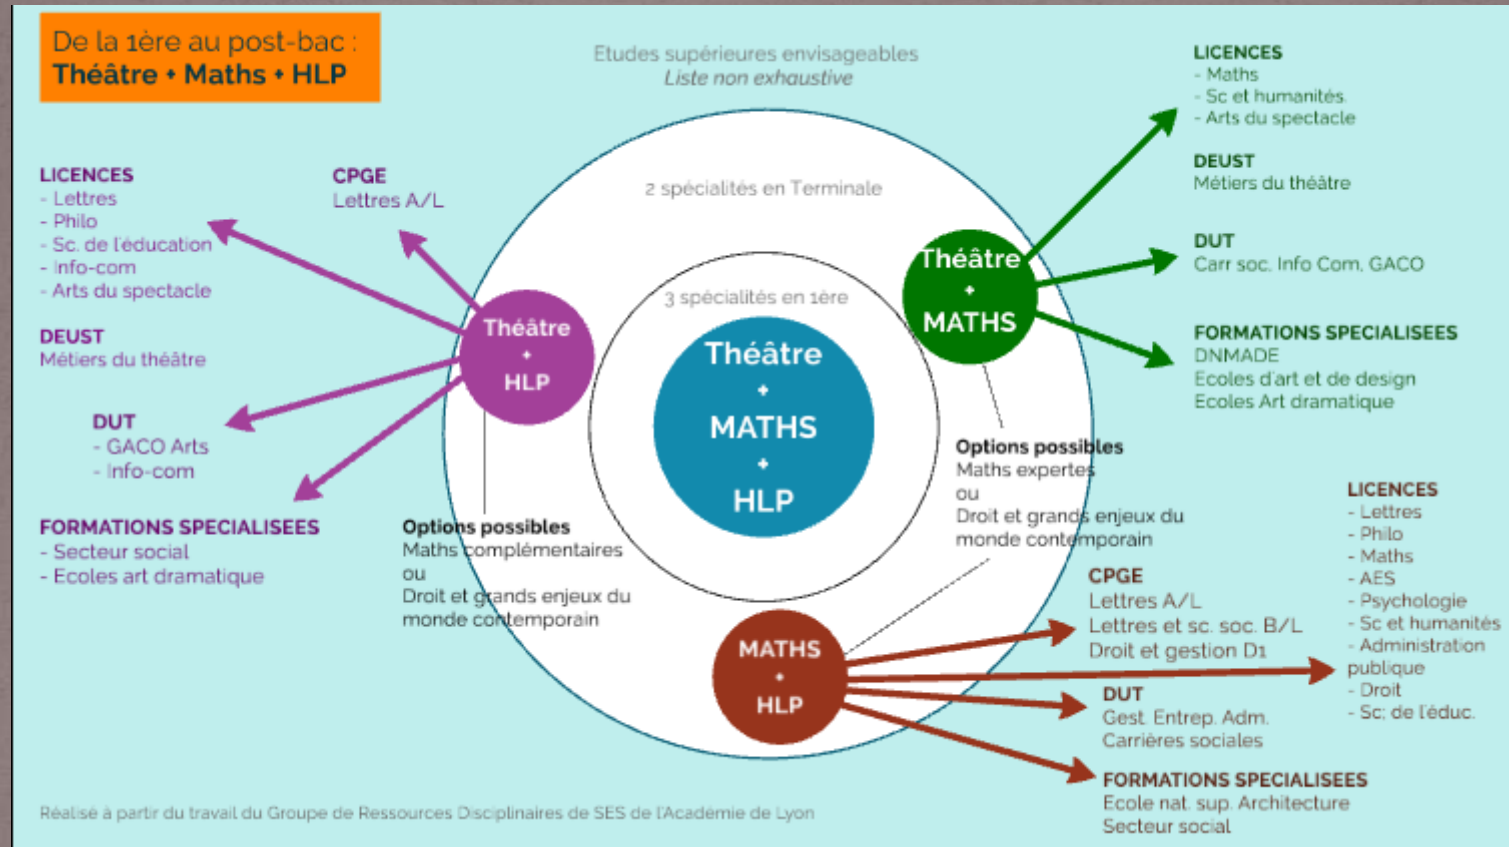 De la 1ère au post-bac :
Théâtre + Maths + HLP
Etudes supérieures envisageables
Liste non exhaustive
2 spécialités en Terminale
3 spécialités en 1ère
Théâtre
+
MATHS
+
HLP
LICENCES
- Lettres
- Philo
- Sc. de l'éducation
- Info-com
- Arts du spectacle
DEUST
Métiers du théâtre
CPGE
Lettres A/L
DUT
- GACO Arts
- Info-com
FORMATIONS SPECIALISEES
- Secteur social
- Ecoles art dramatique
Théâtre
+
HLP
Options possibles
Maths complémentaires
ou
Droit et grands enjeux du
monde contemporain
Théâtre
+
MATHS
LICENCES
- Maths
- Sc et humanités.
- Arts du spectacle
DEUST
Métiers du théâtre
DUT
Carr soc. Info Com, GACO
FORMATIONS SPECIALISEES
DNMADE
Ecoles d'art et de design
Ecoles Art dramatique
Options possibles
Maths expertes
ou
Droit et grands enjeux du
monde contemporain
MATHS
+
HLP
CPGE
Lettres A/L
Lettres et sc. soc. B/L
Droit et gestion D1
LICENCES
- Lettres
- Philo
- Maths
- AES
- Psychologie
- Sc et humanités
- Administration
publique
- Droit
- Sc; de l'éduc.
DUT
Gest. Entrep. Adm.
Carrières sociales
FORMATIONS SPECIALISEES
Ecole nat. sup. Architecture
Secteur social
Réalisé à partir du travail du Groupe de Ressources Disciplinaires de SES de l'Académie de Lyon